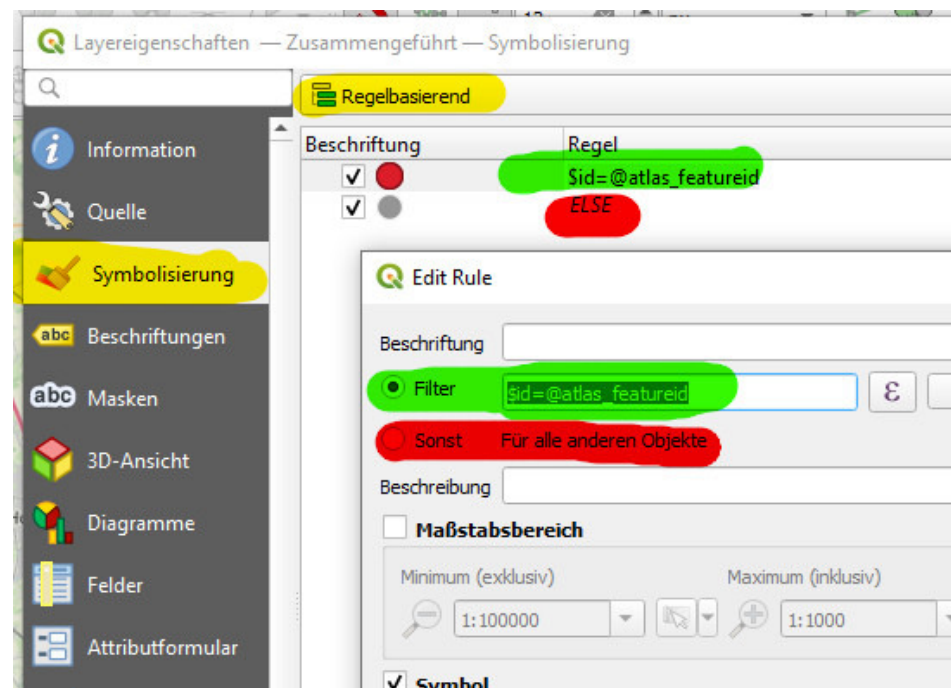 Layereigenschaften — Zusammengeführt — Symbolisierung
Regelbasierend
Information
Quelle
Symbolisierung
abc Beschriftungen
abc Masken
3D-Ansicht
Diagramme
Felder
Attributformular
Beschriftung Regel
$id=@atlas_featureid
ELSE
Edit Rule
Beschriftung
Filter $id=@atlas_featureid ε
Sonst Für alle anderen Objekte
Beschreibung
Maßstabsbereich
Minimum (exklusiv) Maximum (inklusiv)
1:100000 1:1000
Symbol